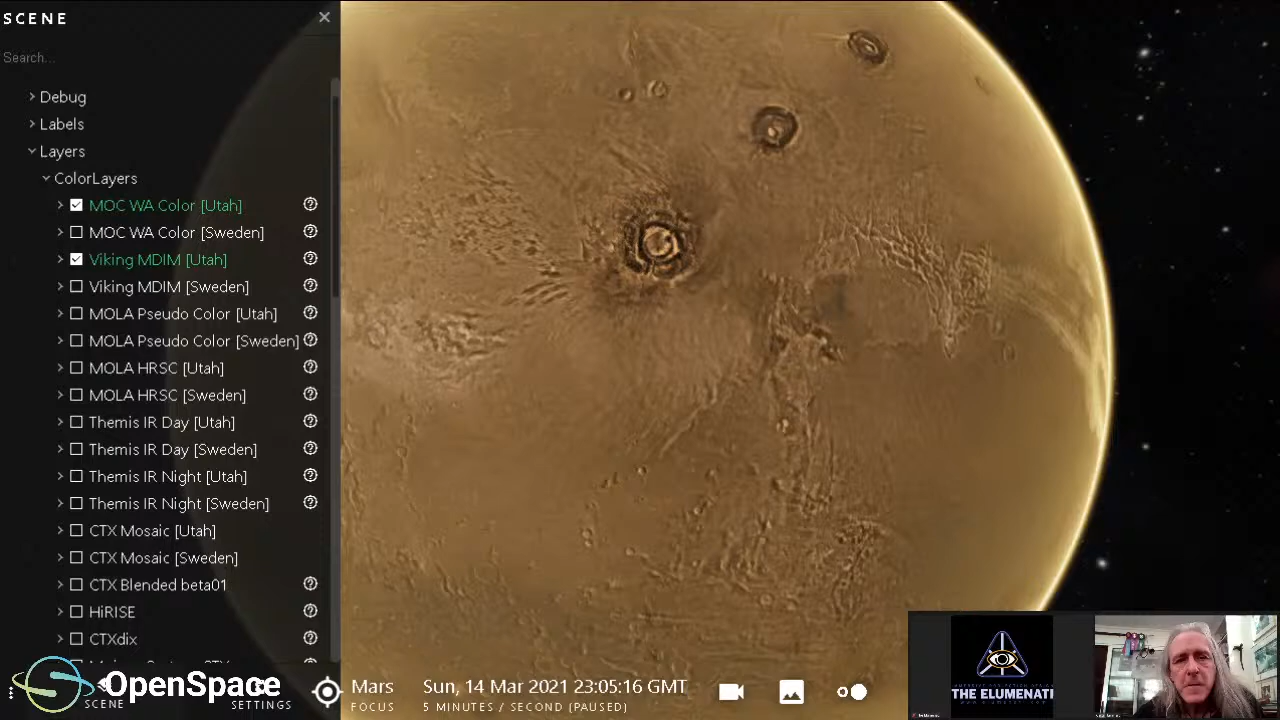 SCENE
Search...
Debug
Labels
Layers
ColorLayers
MOC WA Color [Utah]
MOC WA Color [Sweden]
Viking MDIM [Utah]
Viking MDIM [Sweden]
MOLA Pseudo Color [Utah]
MOLA Pseudo Color [Sweden]
MOLA HRSC [Utah]
MOLA HRSC [Sweden]
Themis IR Day [Utah]
Themis IR Day [Sweden]
Themis IR Night [Utah]
Themis IR Night [Sweden]
CTX Mosaic [Utah]
CTX Mosaic [Sweden]
CTX Blended beta01
HiRISE
CTXdix
OpenSpace
SCENE
SETTINGS
Mars
FOCUS
Sun, 14 Mar 2021 23:05:16 GMT
5 MINUTES / SECOND (PAUSED)
THE ELUMENATI